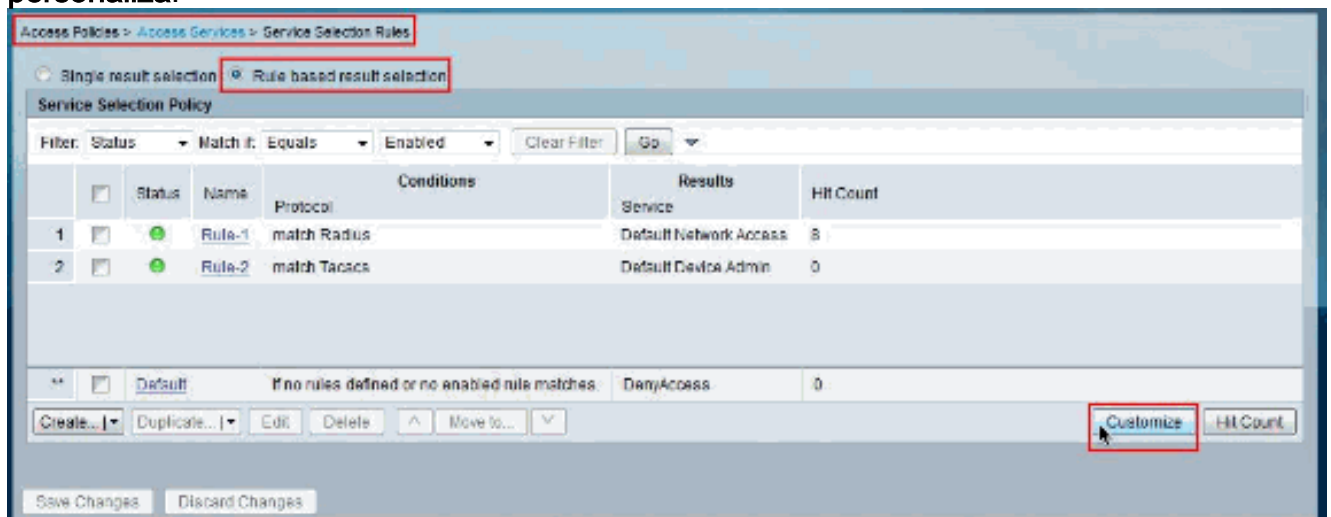 personaliza.
Access Policies > Access Services > Service Selection Rules
Single result selection Rule based result selection
Service Selection Policy
Filter: Status Match if: Equals Enabled Clear Filter Go
Conditions Results
Status Name Protocol Service Hit Count
1 Rule-1 match Radius Default Network Access 8
2 Rule-2 match Tacacs Default Device Admin 0
** Default If no rules defined or no enabled rule matches. DenyAccess 0
Create... Duplicate... Edit Delete ^ Move to... Customize Hit Count
Save Changes Discard Changes